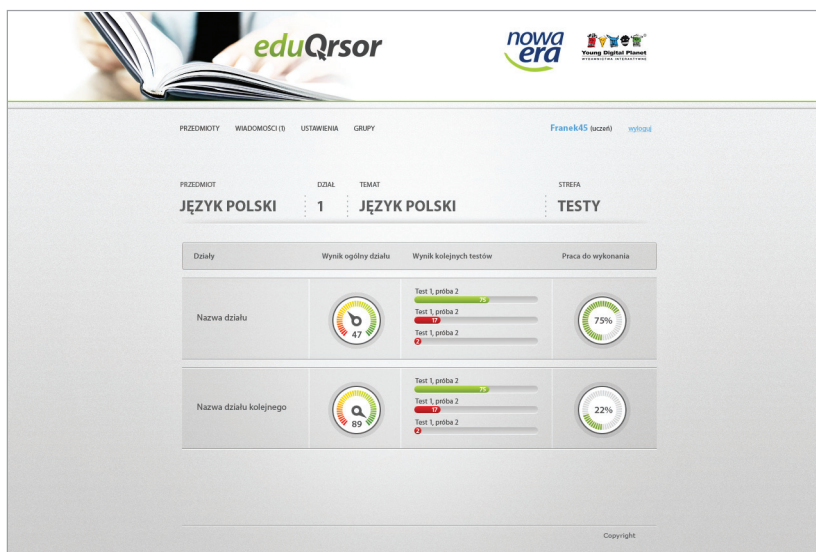 eduQrsor
nowa
era
Young Digital Planet
WYDAWNICTWA INTERAKTYWNE
PRZEDMIOTY WIADOMOŚCI (1) USTAWIENIA GRUPY Franek45 (uczeń) wyloguj
PRZEDMIOT DZIAŁ TEMAT STREFA
JĘZYK POLSKI 1 JĘZYK POLSKI TESTY
Działy Wynik ogólny działu Wynik kolejnych testów Praca do wykonania
Nazwa działu
47
Test 1, próba 2
75
Test 1, próba 2
17
Test 1, próba 2
2
75%
Nazwa działu kolejnego
89
Test 1, próba 2
75
Test 1, próba 2
17
Test 1, próba 2
2
22%
Copyright